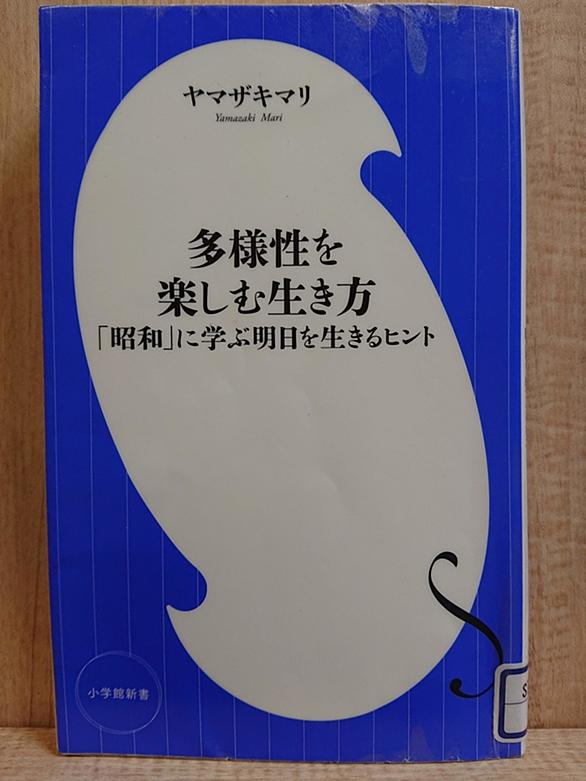 ヤマザキマリ
Yamazaki Mari
多様性を
楽しむ生き方
「昭和」に学ぶ明日を生きるヒント
小学館新書
S